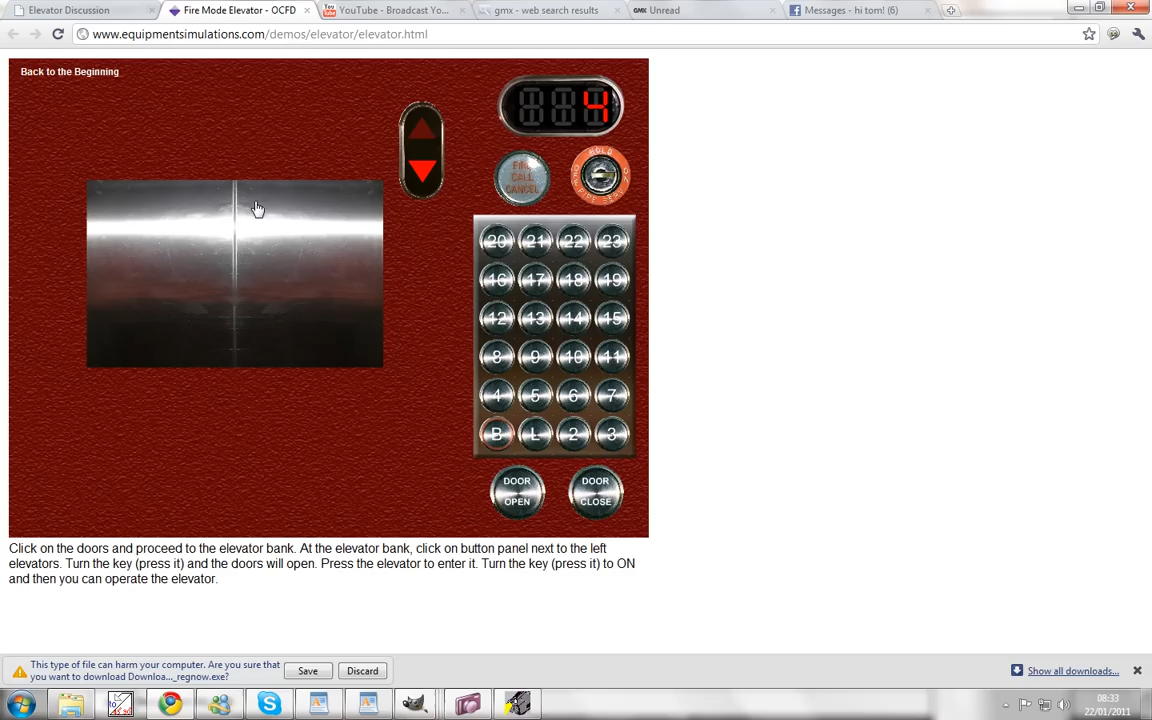 Elevator Discussion
Fire Mode Elevator - OCFD
YouTube - Broadcast Yo...
gmx - web search results
GMX Unread
Messages - hi tom! (6)
www.equipmentsimulations.com/demos/elevator/elevator.html
Back to the Beginning
4
FIRE CALL CANCEL
HOLD ON FIRE SERV OFF
20 21 22 23
16 17 18 19
12 13 14 15
8 9 10 11
4 5 6 7
B L 2 3
DOOR OPEN
DOOR CLOSE
Click on the doors and proceed to the elevator bank. At the elevator bank, click on button panel next to the left
elevators. Turn the key (press it) and the doors will open. Press the elevator to enter it. Turn the key (press it) to ON
and then you can operate the elevator.
This type of file can harm your computer. Are you sure that
you want to download Downloa..._regnow.exe?
Save
Discard
Show all downloads...
08:33
22/01/2011